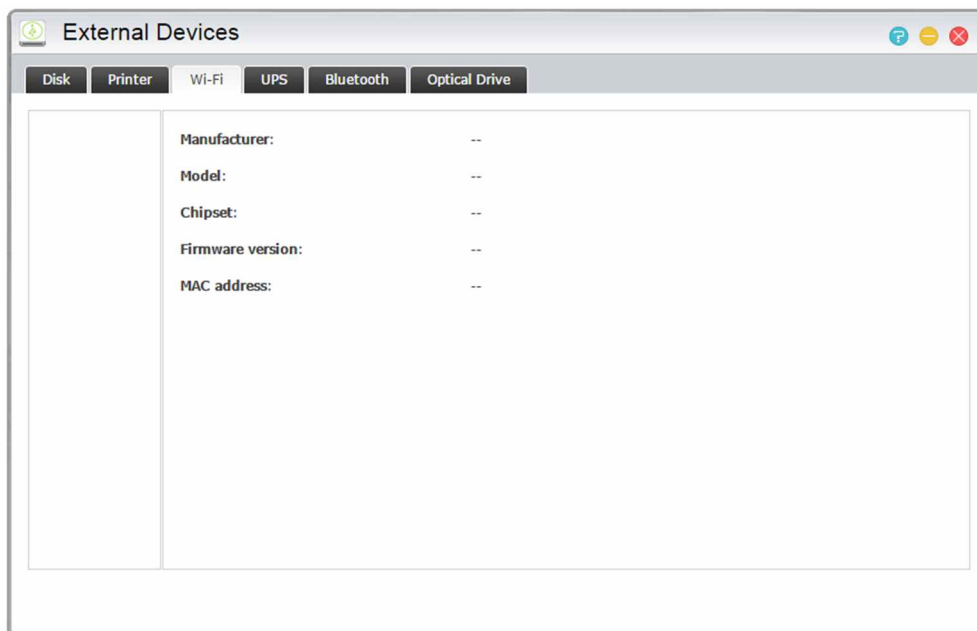 External Devices
Disk Printer Wi-Fi UPS Bluetooth Optical Drive
Manufacturer: --
Model: --
Chipset: --
Firmware version: --
MAC address: --